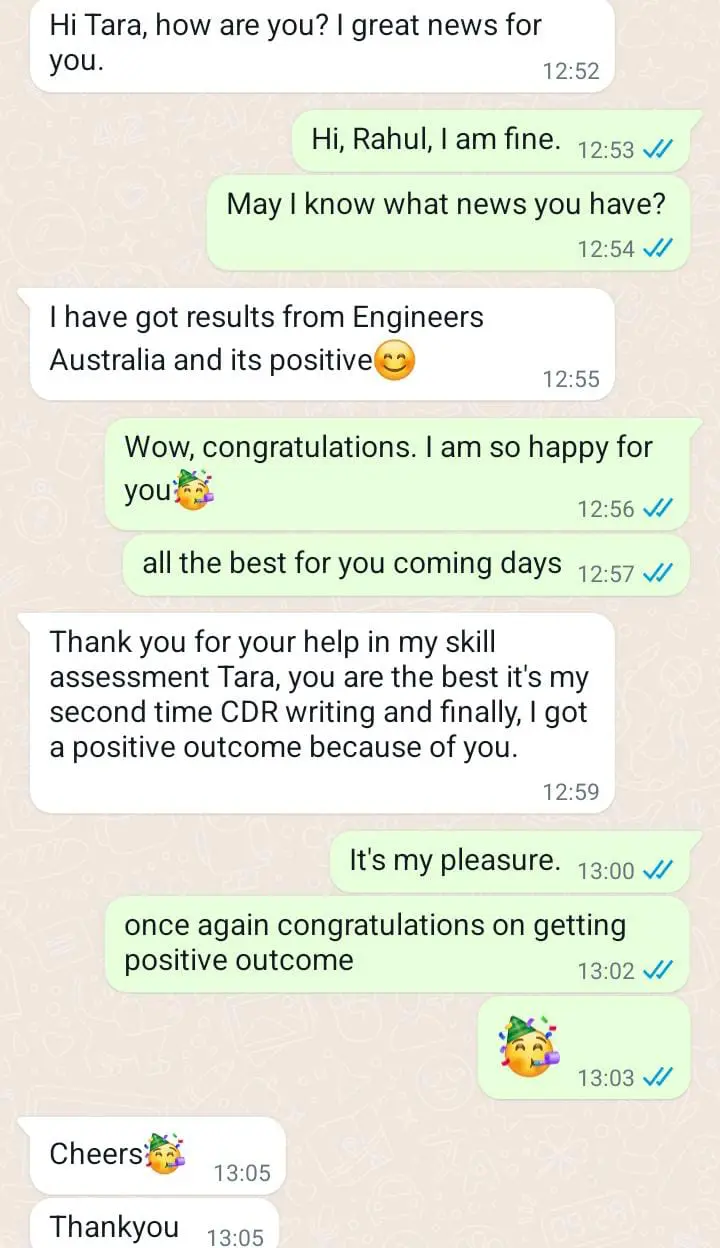 Hi Tara, how are you? I great news for
you.
12:52
Hi, Rahul, I am fine. 12:53
May I know what news you have?
12:54
I have got results from Engineers
Australia and its positive😊
12:55
Wow, congratulations. I am so happy for
you🥳
12:56
all the best for you coming days 12:57
Thank you for your help in my skill
assessment Tara, you are the best it's my
second time CDR writing and finally, I got
a positive outcome because of you.
12:59
It's my pleasure. 13:00
once again congratulations on getting
positive outcome 13:02
🥳 13:03
Cheers🥳 13:05
Thankyou 13:05